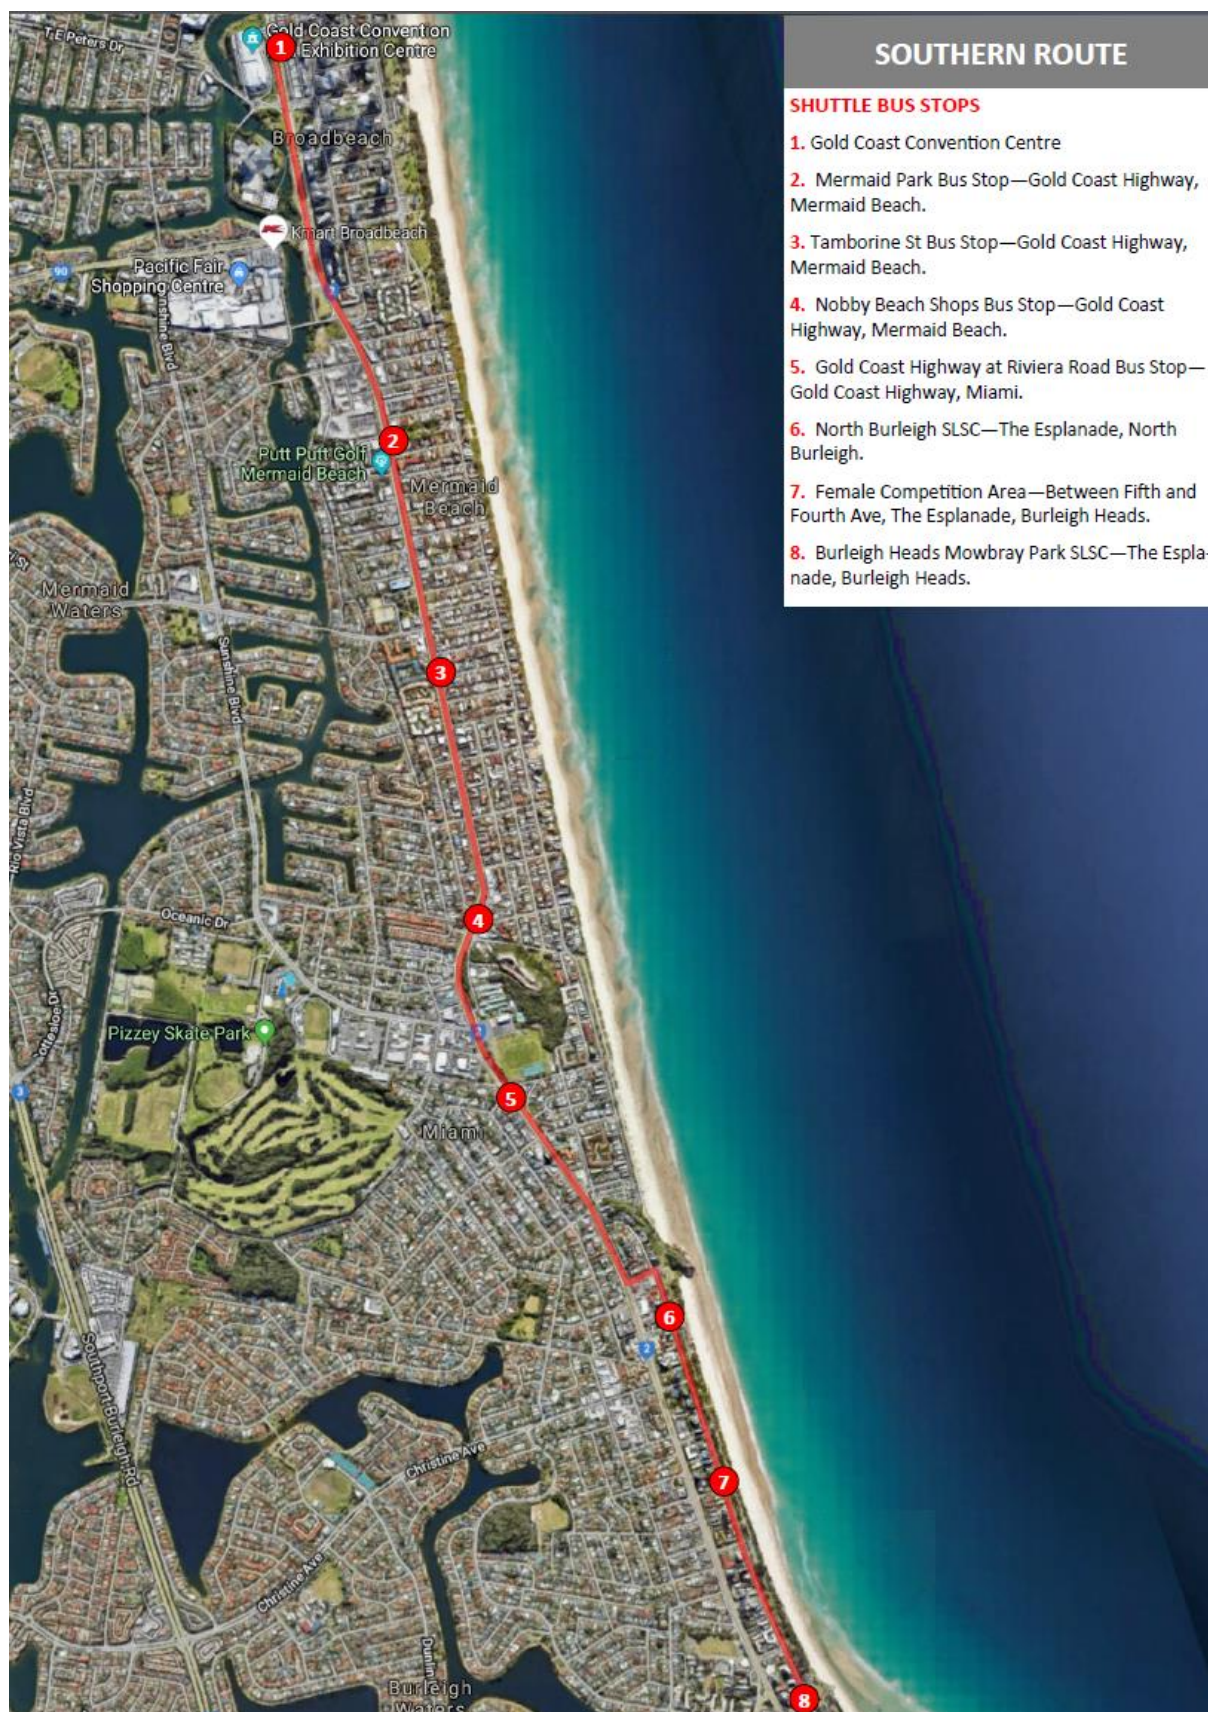 SOUTHERN ROUTE
SHUTTLE BUS STOPS
1. Gold Coast Convention Centre
2. Mermaid Park Bus Stop—Gold Coast Highway,
Mermaid Beach.
3. Tamborine St Bus Stop—Gold Coast Highway,
Mermaid Beach.
4. Nobby Beach Shops Bus Stop—Gold Coast
Highway, Mermaid Beach.
5. Gold Coast Highway at Riviera Road Bus Stop—
Gold Coast Highway, Miami.
6. North Burleigh SLSC—The Esplanade, North
Burleigh.
7. Female Competition Area—Between Fifth and
Fourth Ave, The Esplanade, Burleigh Heads.
8. Burleigh Heads Mowbray Park SLSC—The Espla-
nade, Burleigh Heads.
T E Peters Dr
Gold Coast Convention
Exhibition Centre
1
Broadbeach
Kmart Broadbeach
90
Pacific Fair
Shopping Centre
nshine Blvd
2
Putt Putt Golf
Mermaid Beach
Mermaid
Beach
Mermaid
Waters
Sunshine Blvd
3
Rio Vista Blvd
Oceanic Dr
4
ottesloe Dr
Pizzey Skate Park
3
5
Miami
6
2
Southport Burleigh Rd
Christine Ave
7
Christine Ave
Dunlin
Burleigh
Waters
8